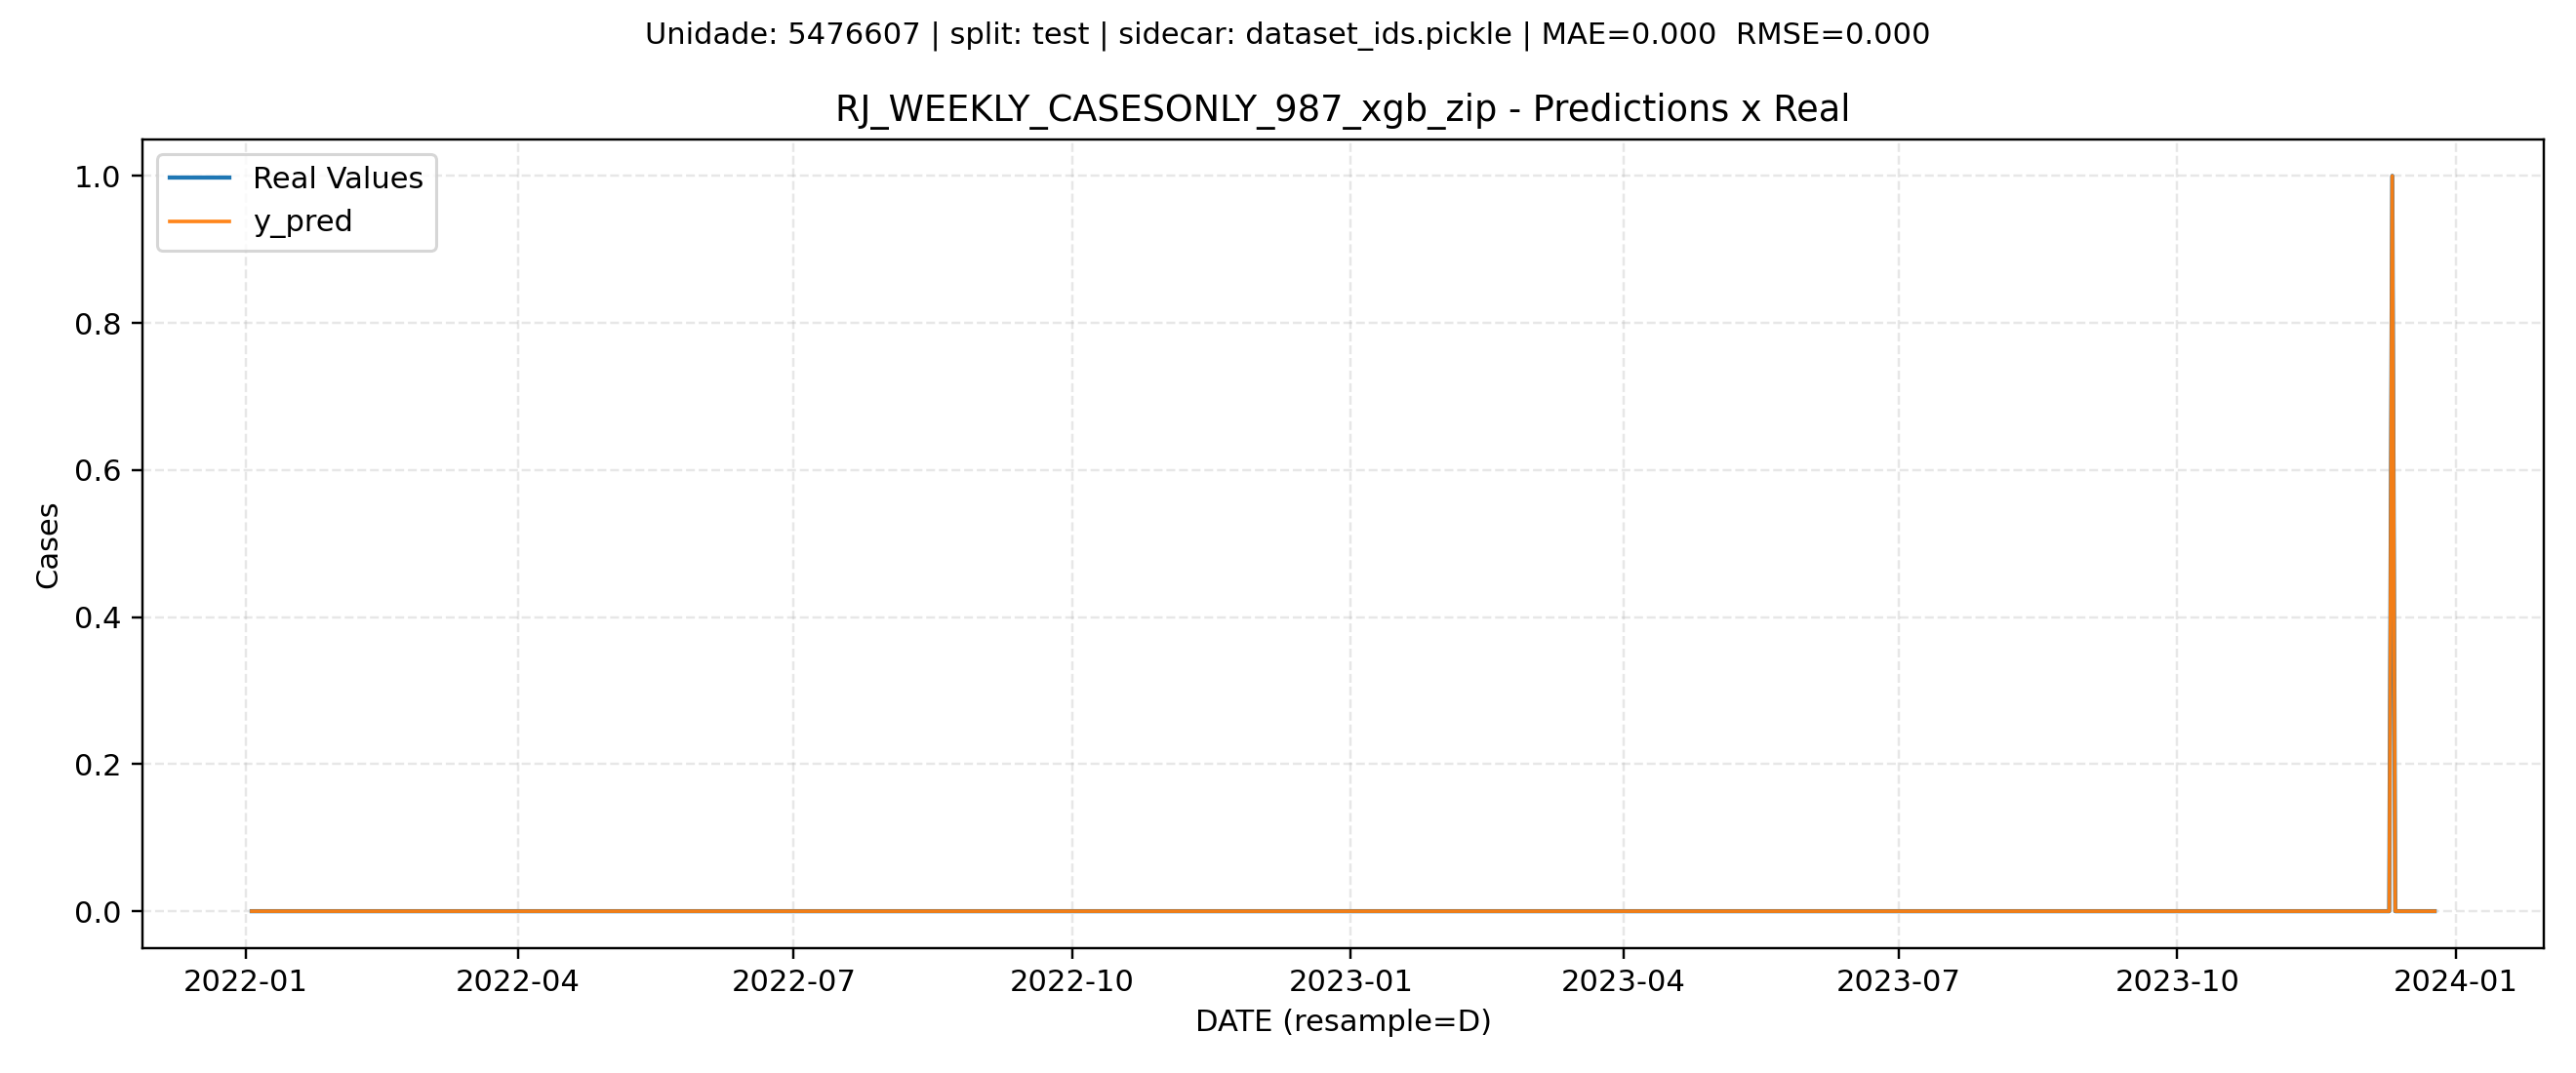 Unidade: 5476607 | split: test | sidecar: dataset_ids.pickle | MAE=0.000  RMSE=0.000
RJ_WEEKLY_CASESONLY_987_xgb_zip - Predictions x Real
Real Values
y_pred
1.0
0.8
0.6
0.4
0.2
0.0
Cases
2022-01 2022-04 2022-07 2022-10 2023-01 2023-04 2023-07 2023-10 2024-01
DATE (resample=D)